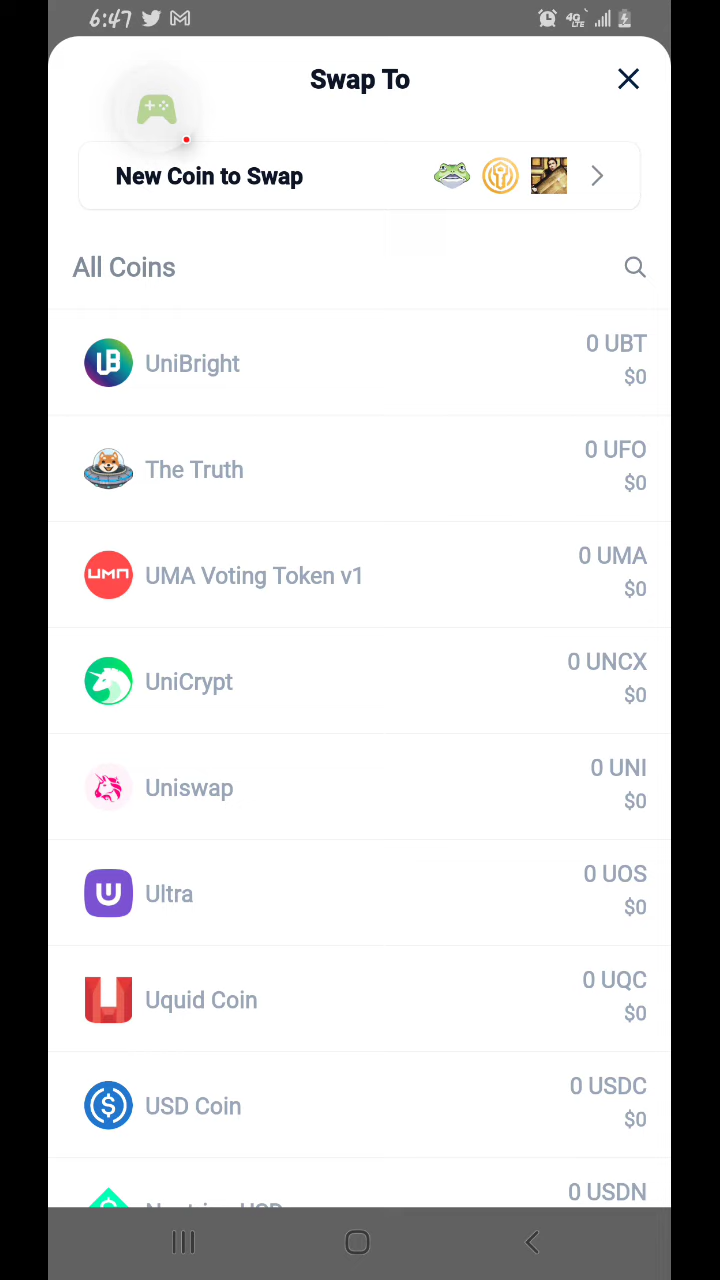 6:47
4G LTE
Swap To
New Coin to Swap
All Coins
UniBright
0 UBT
$0
The Truth
0 UFO
$0
UMA Voting Token v1
0 UMA
$0
UniCrypt
0 UNCX
$0
Uniswap
0 UNI
$0
Ultra
0 UOS
$0
Uquid Coin
0 UQC
$0
USD Coin
0 USDC
$0
0 USDN